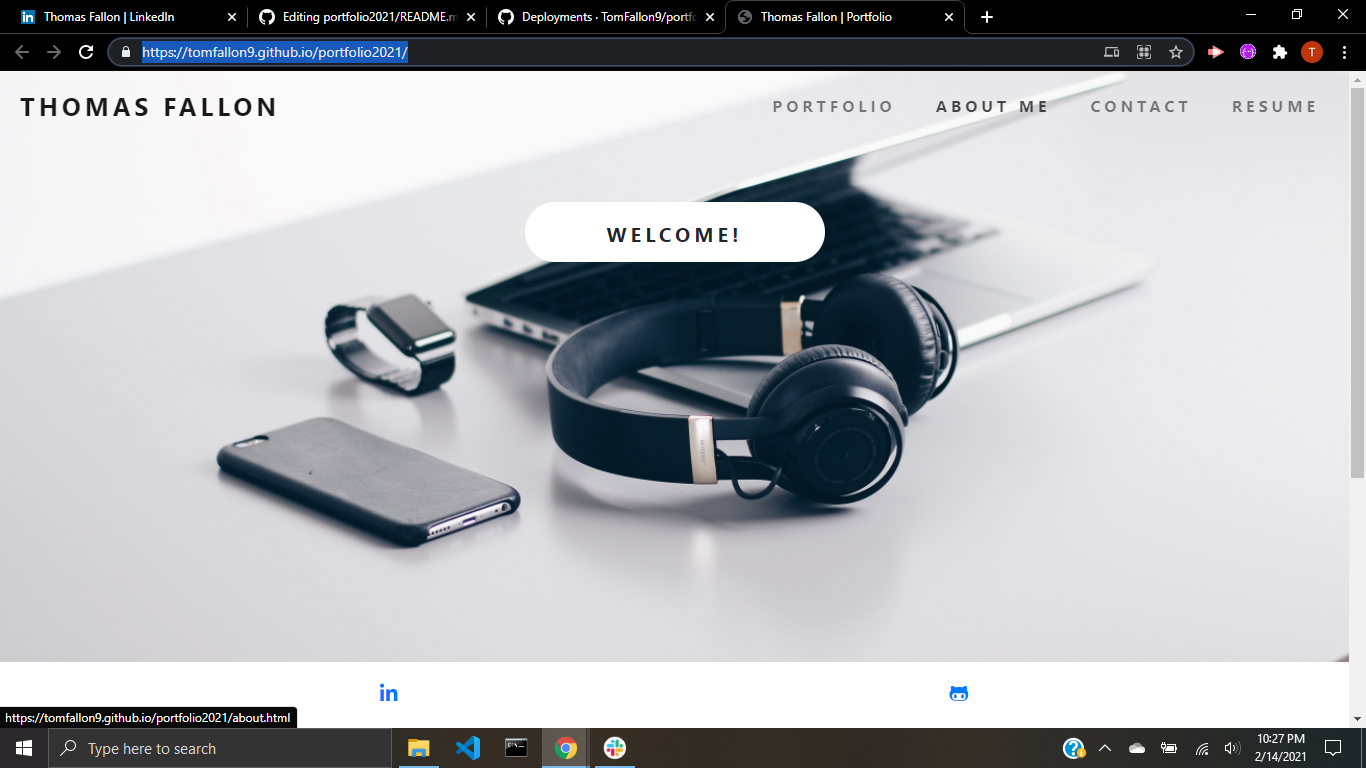 Thomas Fallon | LinkedIn
Editing portfolio2021/README.m
Deployments · TomFallon9/portfo
Thomas Fallon | Portfolio
https://tomfallon9.github.io/portfolio2021/
T
THOMAS FALLON
PORTFOLIO
ABOUT ME
CONTACT
RESUME
WELCOME!
in
https://tomfallon9.github.io/portfolio2021/about.html
Type here to search
10:27 PM
2/14/2021